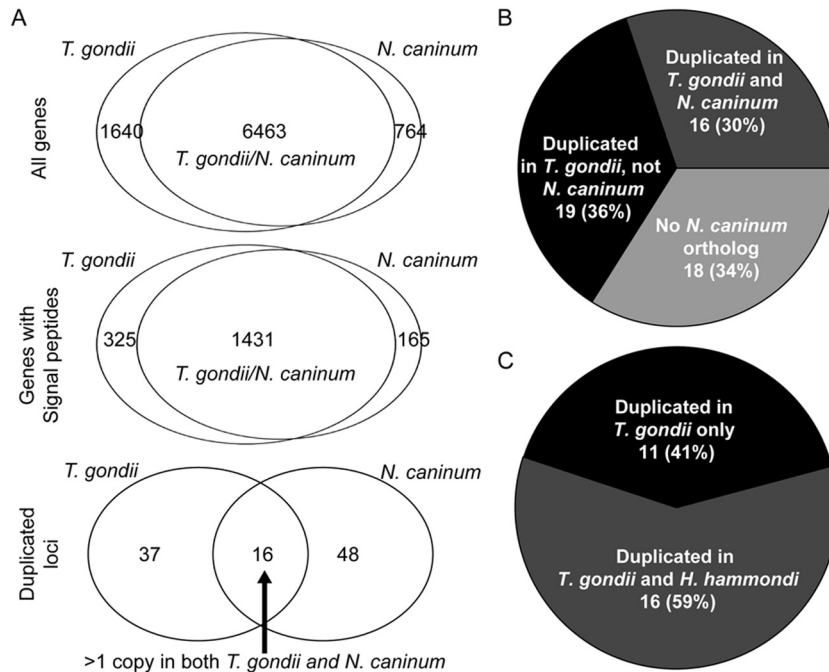 A
T. gondii
N. caninum
All genes
1640
6463
764
T. gondii/N. caninum
T. gondii
N. caninum
Genes with
Signal peptides
325
1431
165
T. gondii/N. caninum
T. gondii
N. caninum
Duplicated
loci
37
16
48
>1 copy in both T. gondii and N. caninum
B
Duplicated in
T. gondii and
N. caninum
16 (30%)
Duplicated
in T. gondii, not
N. caninum
19 (36%)
No N. caninum
ortholog
18 (34%)
C
Duplicated in
T. gondii only
11 (41%)
Duplicated in
T. gondii and H. hammondi
16 (59%)